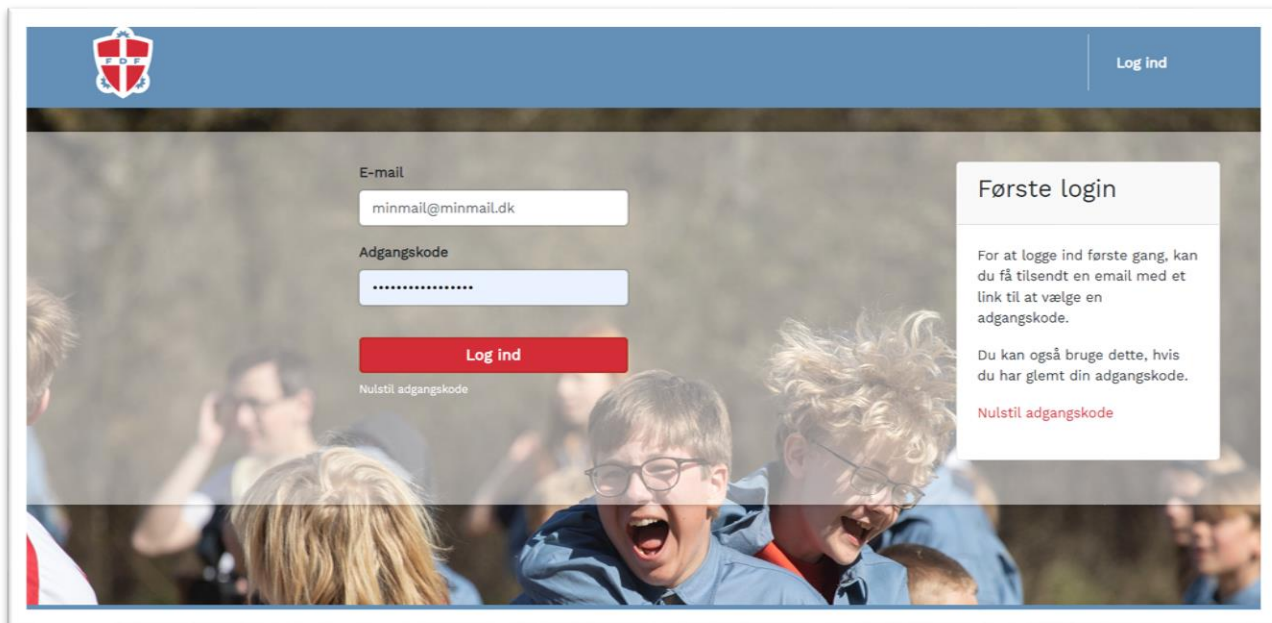 FDF
Log ind
E-mail
minmail@minmail.dk
Adgangskode
•••••••••••••••••
Log ind
Nulstil adgangskode
Første login
For at logge ind første gang, kan
du få tilsendt en email med et
link til at vælge en
adgangskode.
Du kan også bruge dette, hvis
du har glemt din adgangskode.
Nulstil adgangskode